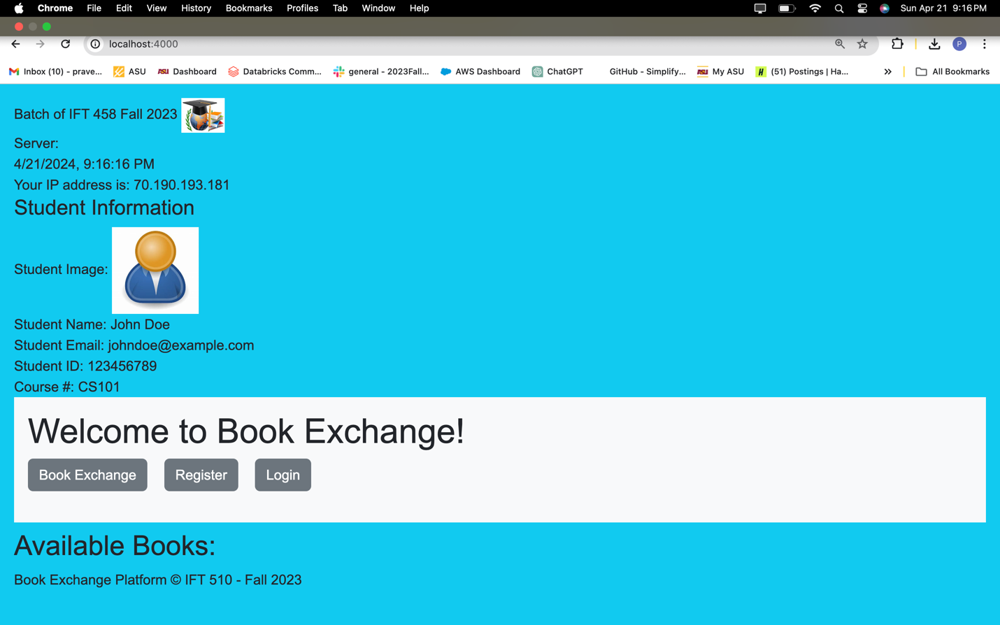 Chrome File Edit View History Bookmarks Profiles Tab Window Help Sun Apr 21 9:16 PM
localhost:4000 P
Inbox (10) - prave... ASU ASU Dashboard Databricks Comm... general - 2023Fall... AWS Dashboard ChatGPT GitHub - Simplify... ASU My ASU H (51) Postings | Ha... » All Bookmarks
Batch of IFT 458 Fall 2023
Server:
4/21/2024, 9:16:16 PM
Your IP address is: 70.190.193.181
Student Information
Student Image:
Student Name: John Doe
Student Email: johndoe@example.com
Student ID: 123456789
Course #: CS101
Welcome to Book Exchange!
Book Exchange Register Login
Available Books:
Book Exchange Platform © IFT 510 - Fall 2023